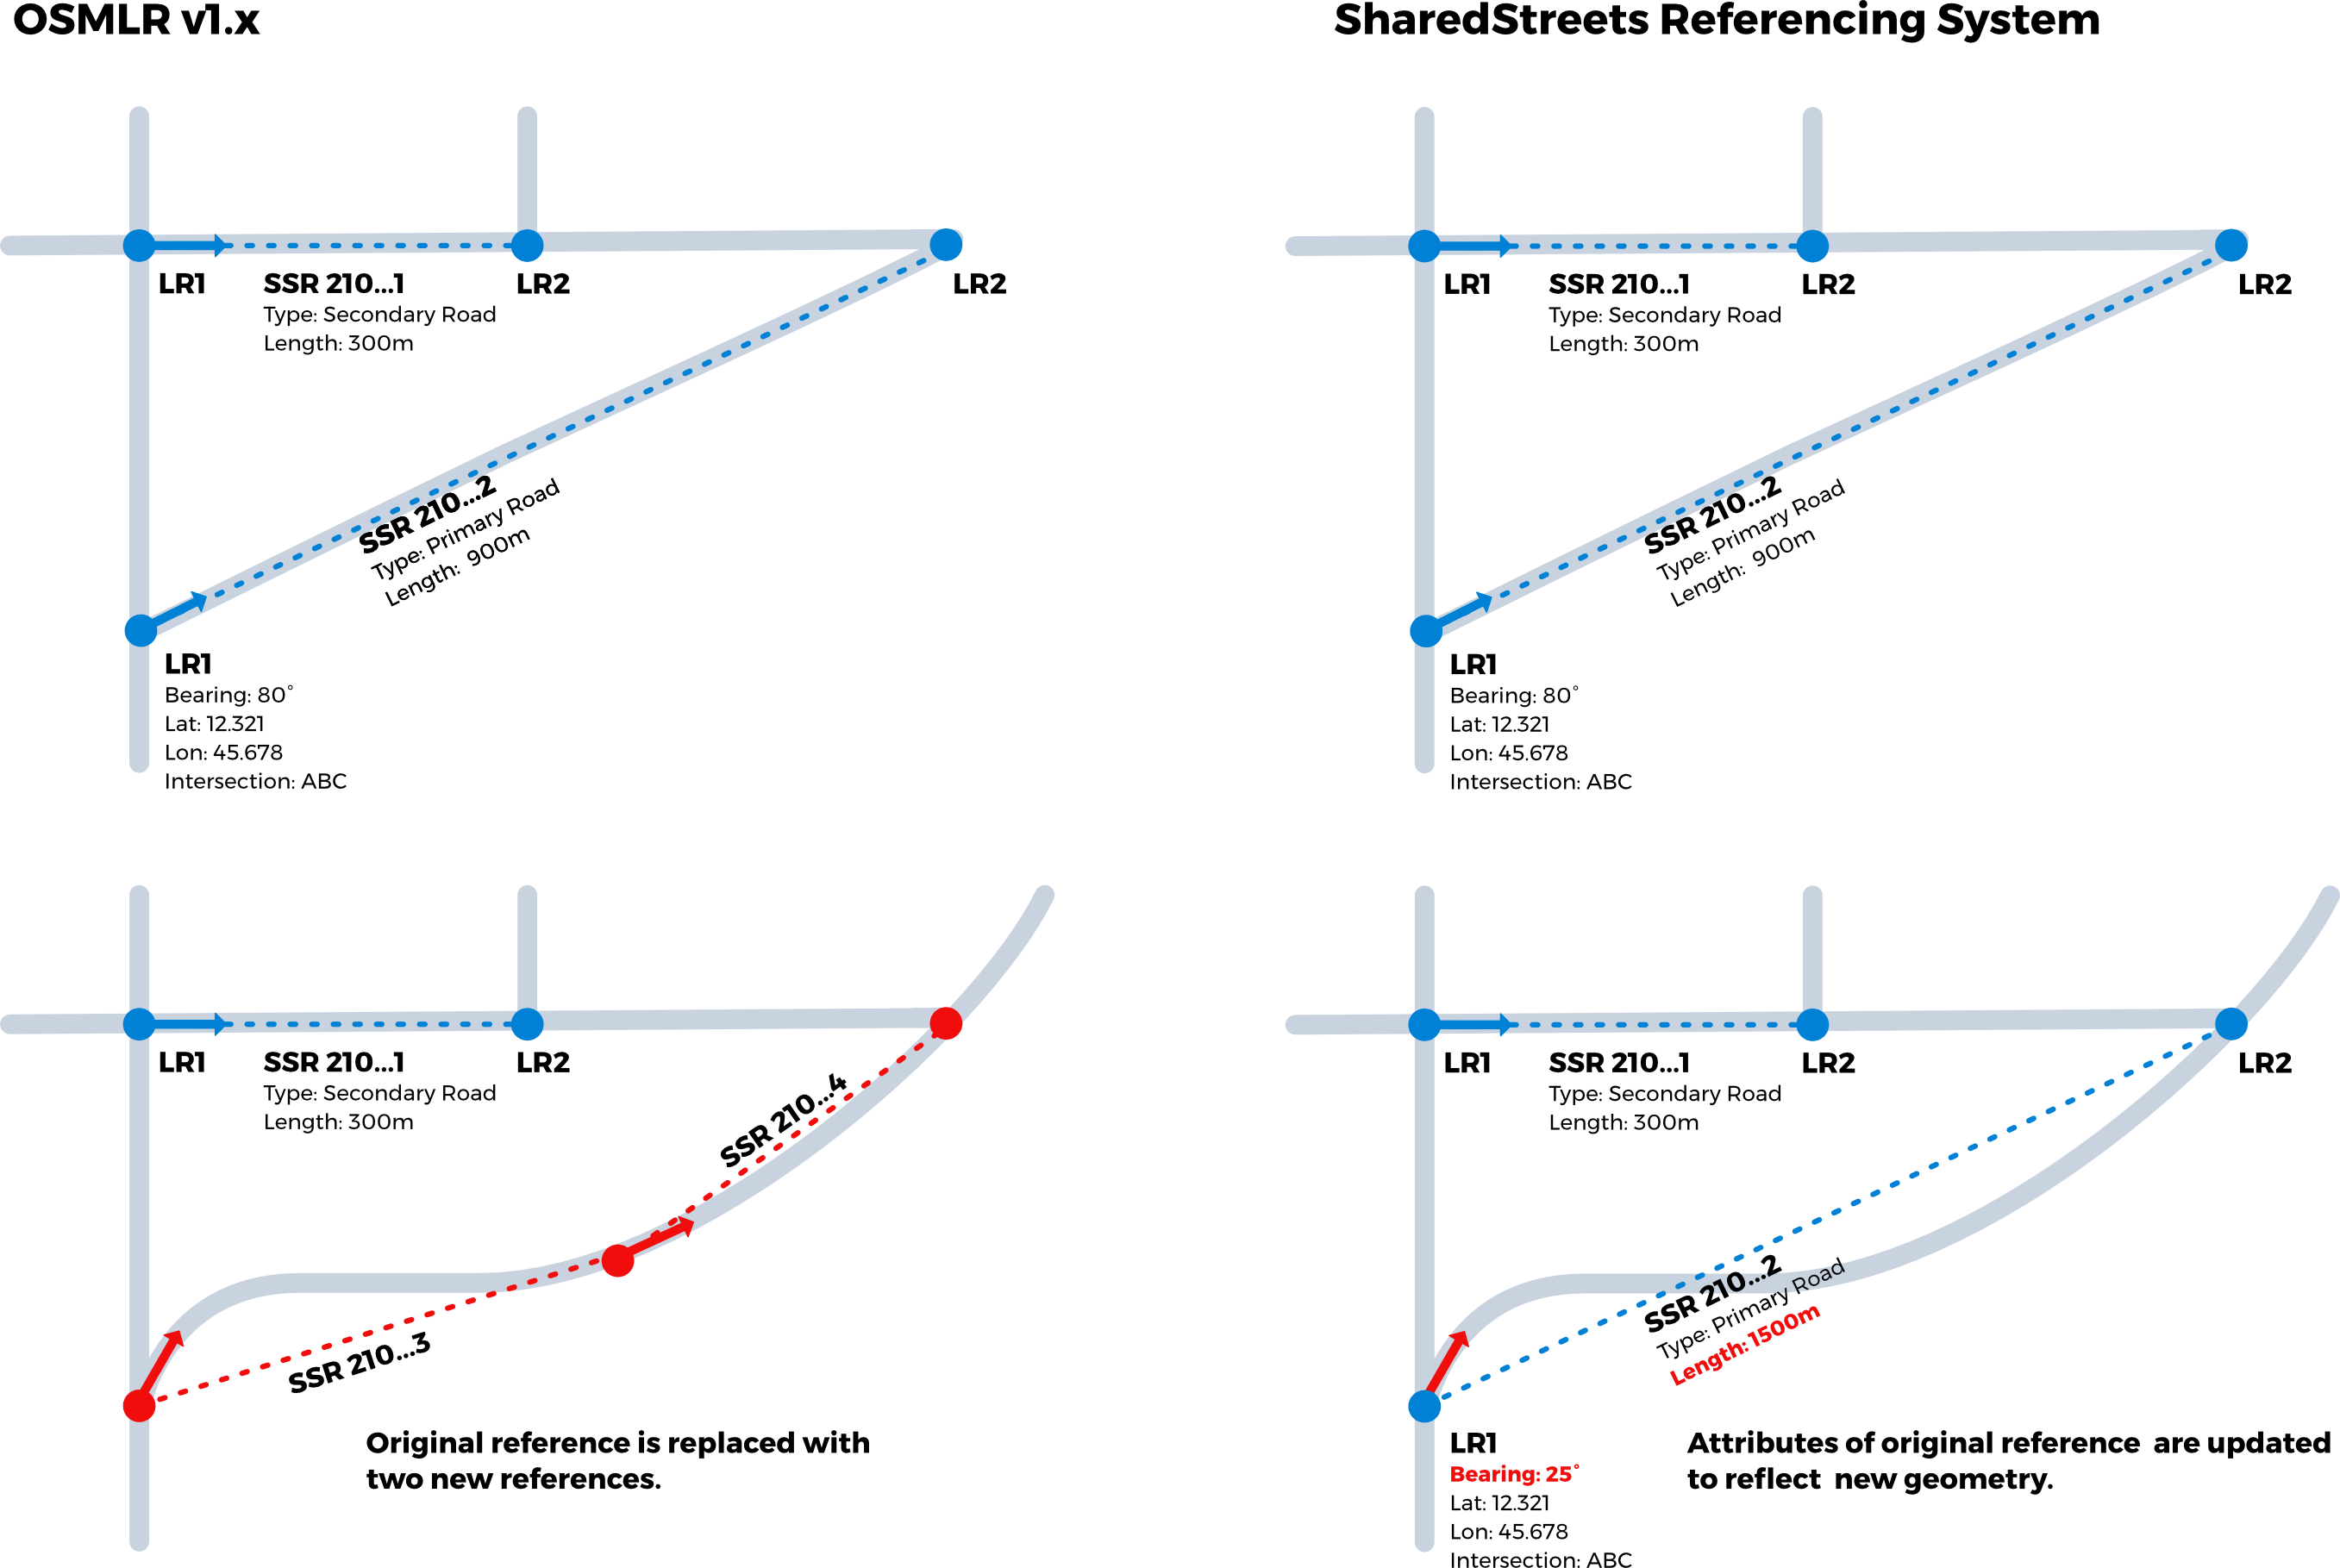 OSMLR v1.x
SharedStreets Referencing System
LR1
SSR 210...1
Type: Secondary Road
Length: 300m
LR2
LR2
SSR 210...2
Type: Primary Road
Length: 900m
LR1
Bearing: 80°
Lat: 12.321
Lon: 45.678
Intersection: ABC
LR1
SSR 210...1
Type: Secondary Road
Length: 300m
LR2
LR2
SSR 210...2
Type: Primary Road
Length: 900m
LR1
Bearing: 80°
Lat: 12.321
Lon: 45.678
Intersection: ABC
LR1
SSR 210...1
Type: Secondary Road
Length: 300m
LR2
SSR 210...4
SSR 210...3
Original reference is replaced with
two new references.
LR1
SSR 210...1
Type: Secondary Road
Length: 300m
LR2
LR2
SSR 210...2
Type: Primary Road
Length: 1500m
LR1
Bearing: 25°
Lat: 12.321
Lon: 45.678
Intersection: ABC
Attributes of original reference are updated
to reflect new geometry.